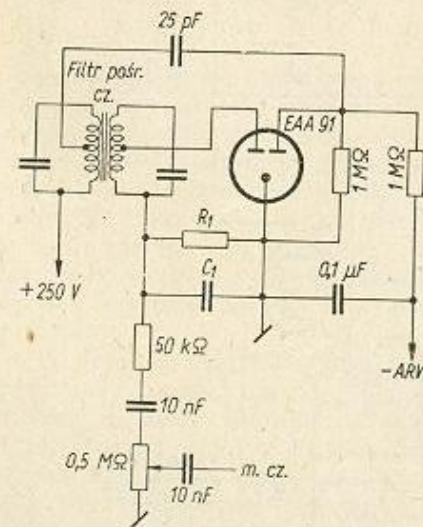 25 pF
Filtr pośr.
cz.
EAA 91
1 MΩ
1 MΩ
R1
+250 V
C1
0,1 μF
50 kΩ
-ARW
10 nF
0,5 MΩ
m. cz.
10 nF